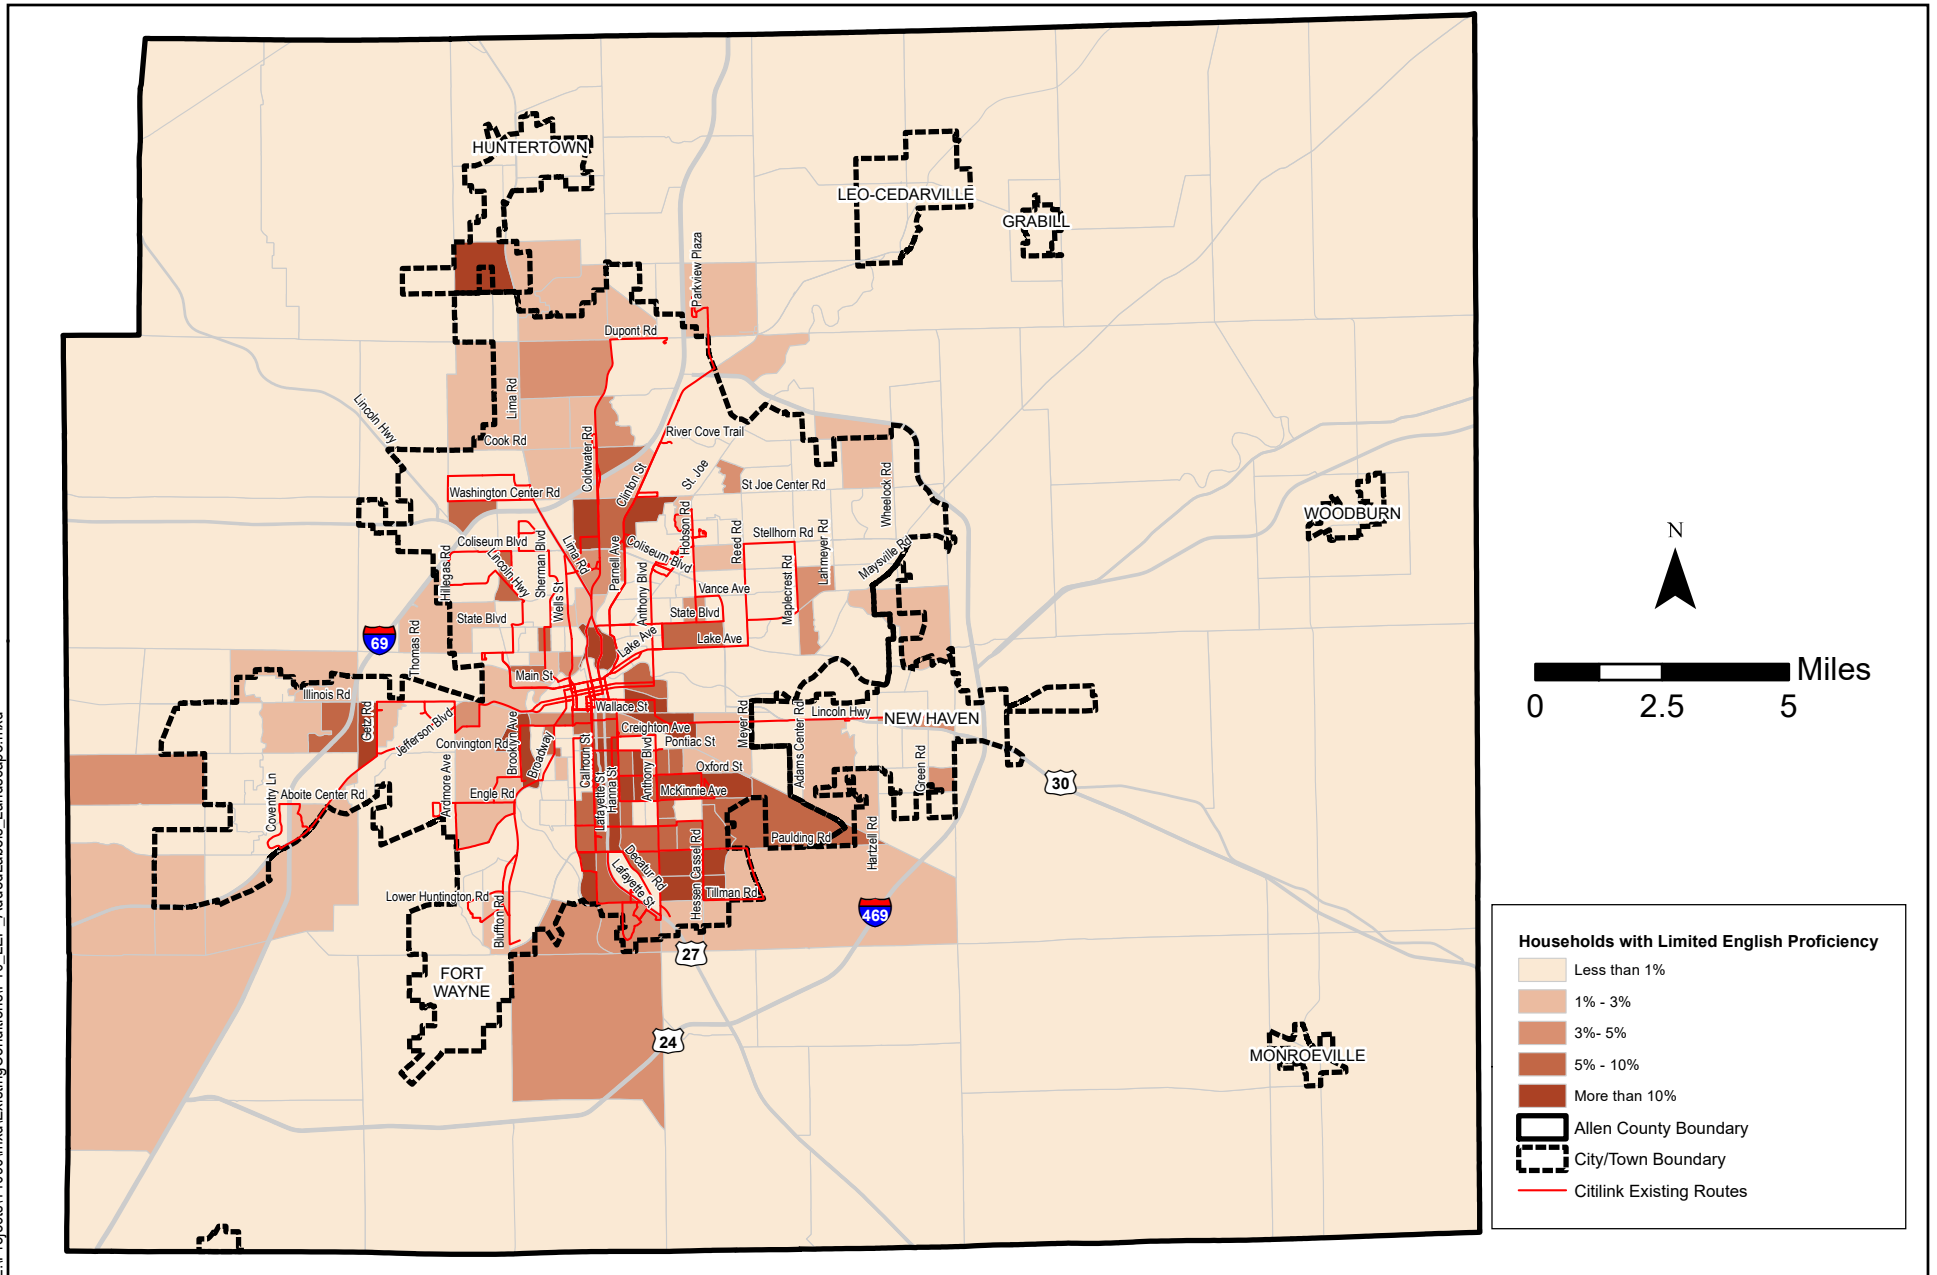 HUNTERTOWN
LEO-CEDARVILLE
GRABILL
Parkview Plaza
Dupont Rd
Lima Rd
Lincoln Hwy
Cook Rd
Coldwater Rd
River Cove Trail
Clinton St
St. Joe
St Joe Center Rd
Washington Center Rd
Wheelock Rd
WOODBURN
Hobson Rd
Reed Rd
Stellhorn Rd
Lahmeyer Rd
Maysville Rd
Coliseum Blvd
Lincoln Hwy
Sherman Blvd
Lima Rd
Parnell Ave
Coliseum Blvd
Hillegas Rd
Wells St
Anthony Blvd
Vance Ave
Maplecrest Rd
State Blvd
State Blvd
Thomas Rd
69
Lake Ave
Lake Ave
Main St
Illinois Rd
Getz Rd
Jefferson Blvd
Wallace St
Meyer Rd
Adams Center Rd
Lincoln Hwy
NEW HAVEN
Creighton Ave
Pontiac St
Convington Rd
Brooklyn Ave
Broadway
Calhoun St
Anthony Blvd
Oxford St
Green Rd
30
Ardmore Ave
Engle Rd
Lafayette St
Hanna St
McKinnie Ave
Coventry Ln
Aboite Center Rd
Paulding Rd
Hartzell Rd
Hessen Cassel Rd
Decatur Rd
Lafayette St
Tillman Rd
Lower Huntington Rd
Bluffton Rd
469
27
FORT
WAYNE
24
MONROEVILLE
N
Miles
0 2.5 5
Households with Limited English Proficiency
Less than 1%
1% - 3%
3%- 5%
5% - 10%
More than 10%
Allen County Boundary
City/Town Boundary
Citilink Existing Routes